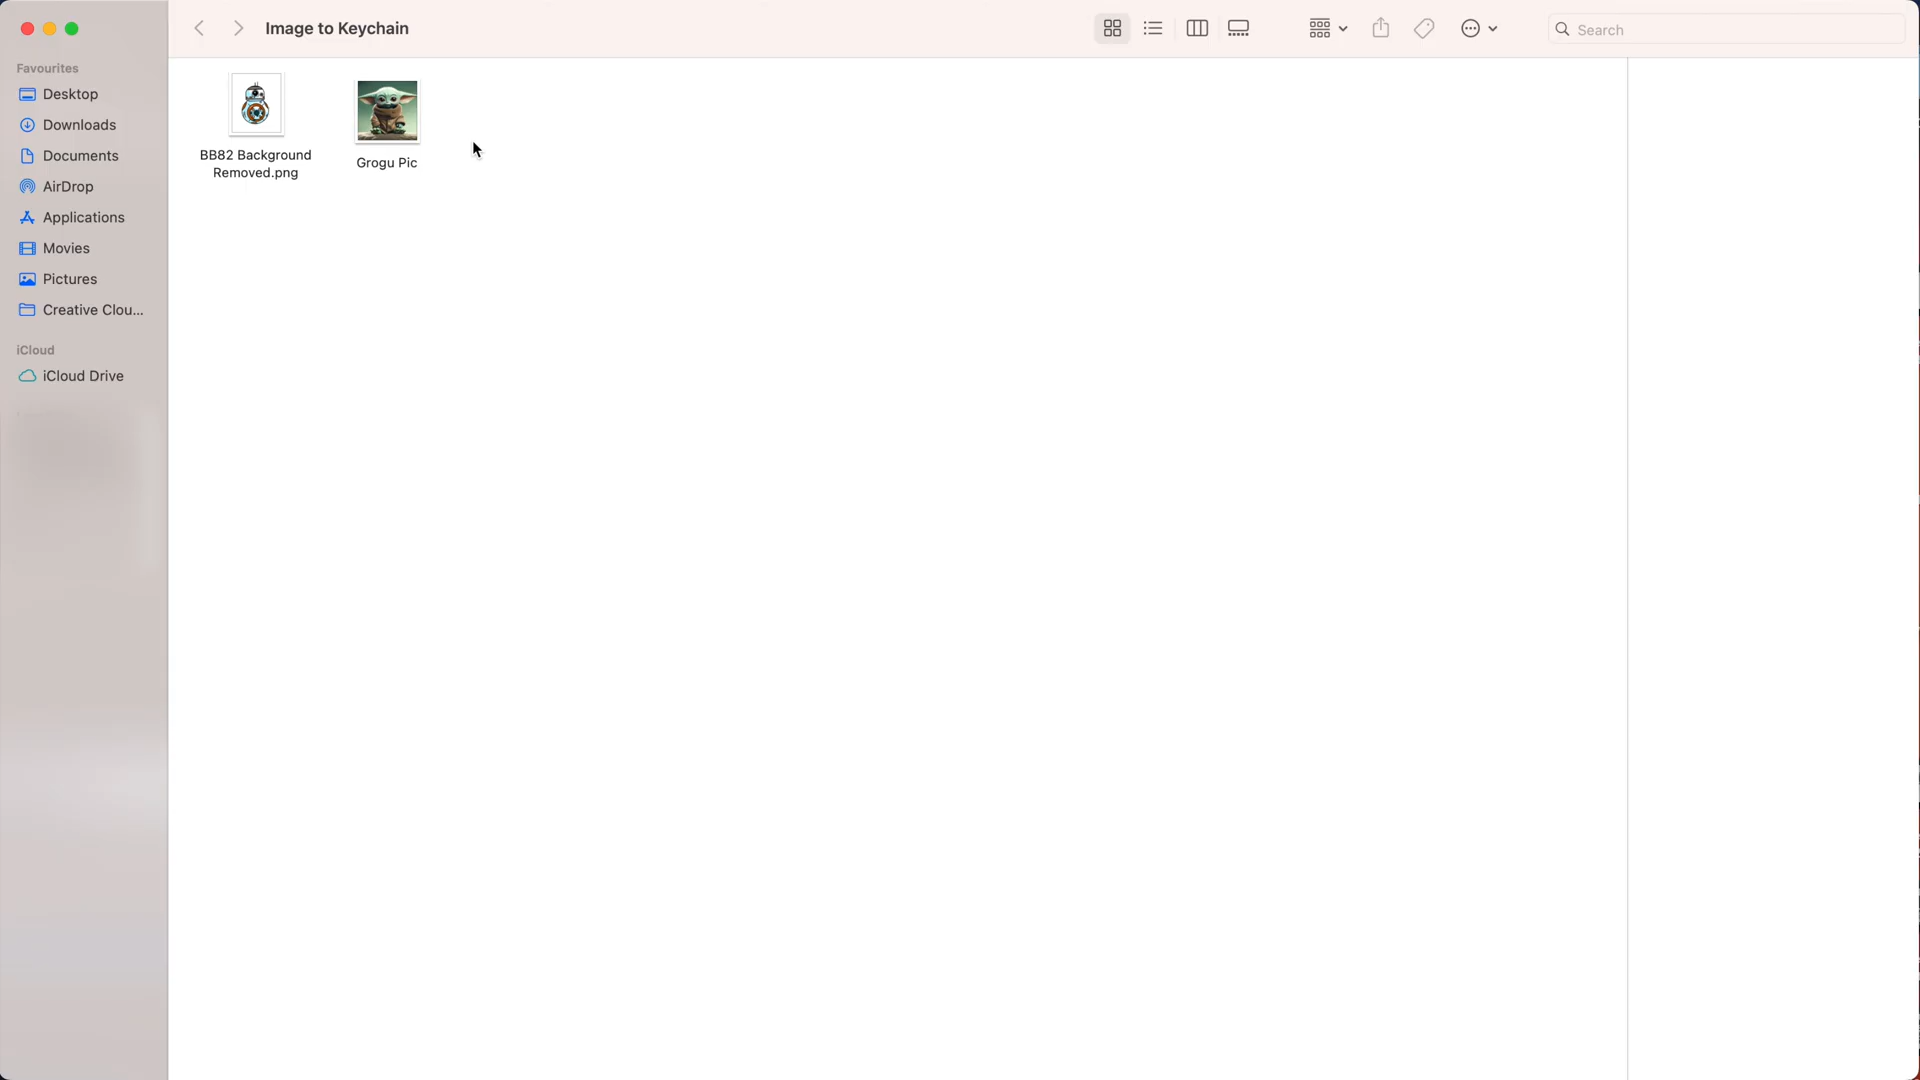 Image to Keychain
Search
Favourites
Desktop
Downloads
Documents
AirDrop
Applications
Movies
Pictures
Creative Clou...
iCloud
iCloud Drive
BB82 Background
Removed.png
Grogu Pic